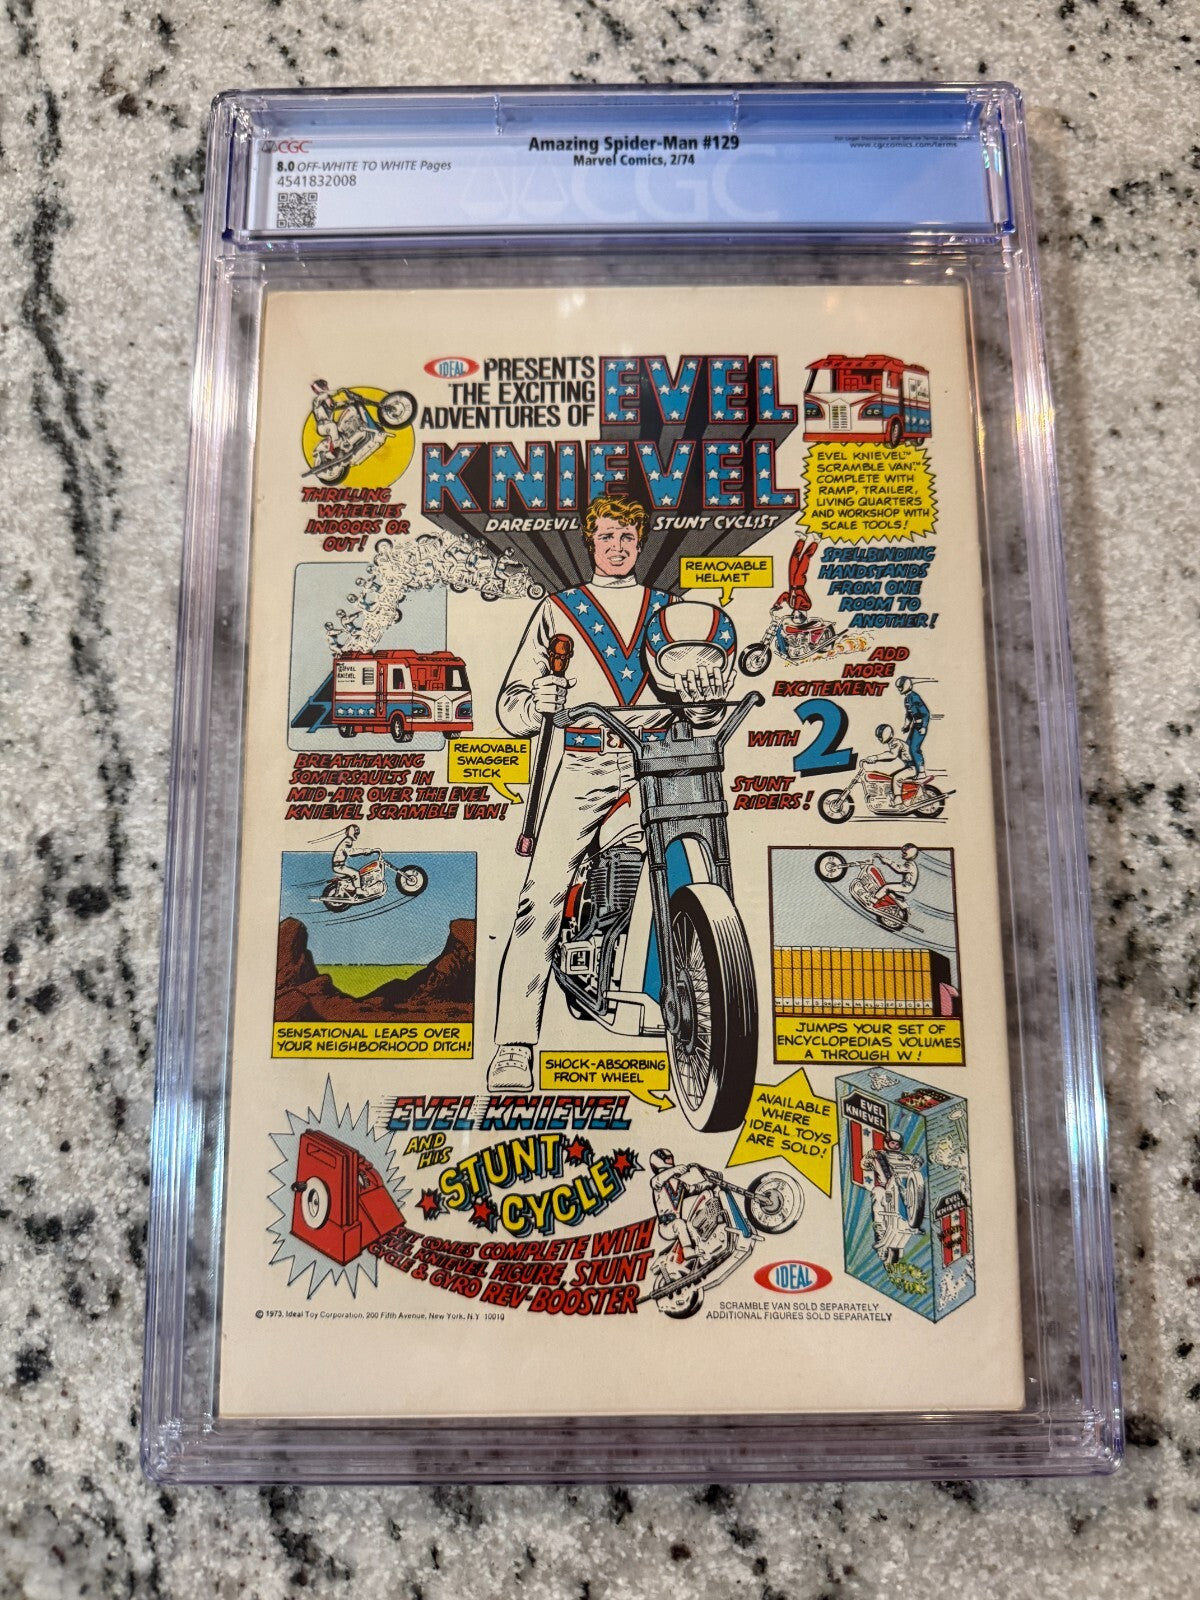 CGC
Amazing Spider-Man #129
Marvel Comics, 2/74
8.0 OFF-WHITE TO WHITE Pages
4541832008
www.cgccomics.com/terms
CGC
IDEAL PRESENTS
THE EXCITING
ADVENTURES OF
EVEL
KNIEVEL
DAREDEVIL STUNT CYCLIST
THRILLING
WHEELIES
INDOORS OR
OUT!
EVEL KNIEVEL™
SCRAMBLE VAN™
COMPLETE WITH
RAMP, TRAILER,
LIVING QUARTERS
AND WORKSHOP WITH
SCALE TOOLS!
REMOVABLE
HELMET
SPELLBINDING
HANDSTANDS
FROM ONE
ROOM TO
ANOTHER!
EVEL
KNIEVEL
BREATHTAKING
SOMERSAULTS IN
MID-AIR OVER THE EVEL
KNIEVEL SCRAMBLE VAN!
REMOVABLE
SWAGGER
STICK
ADD
MORE
EXCITEMENT
WITH 2
STUNT
RIDERS!
SENSATIONAL LEAPS OVER
YOUR NEIGHBORHOOD DITCH!
JUMPS YOUR SET OF
ENCYCLOPEDIAS VOLUMES
A THROUGH W!
SHOCK-ABSORBING
FRONT WHEEL
EVEL KNIEVEL
AND
HIS
STUNT
CYCLE
SET COMES COMPLETE WITH
EVEL KNIEVEL FIGURE, STUNT
CYCLE & GYRO REV-BOOSTER
AVAILABLE
WHERE
IDEAL TOYS
ARE SOLD!
EVEL
KNIEVEL
EVEL
KNIEVEL
IDEAL
© 1973, Ideal Toy Corporation, 200 Fifth Avenue, New York, N.Y. 10010
SCRAMBLE VAN SOLD SEPARATELY
ADDITIONAL FIGURES SOLD SEPARATELY